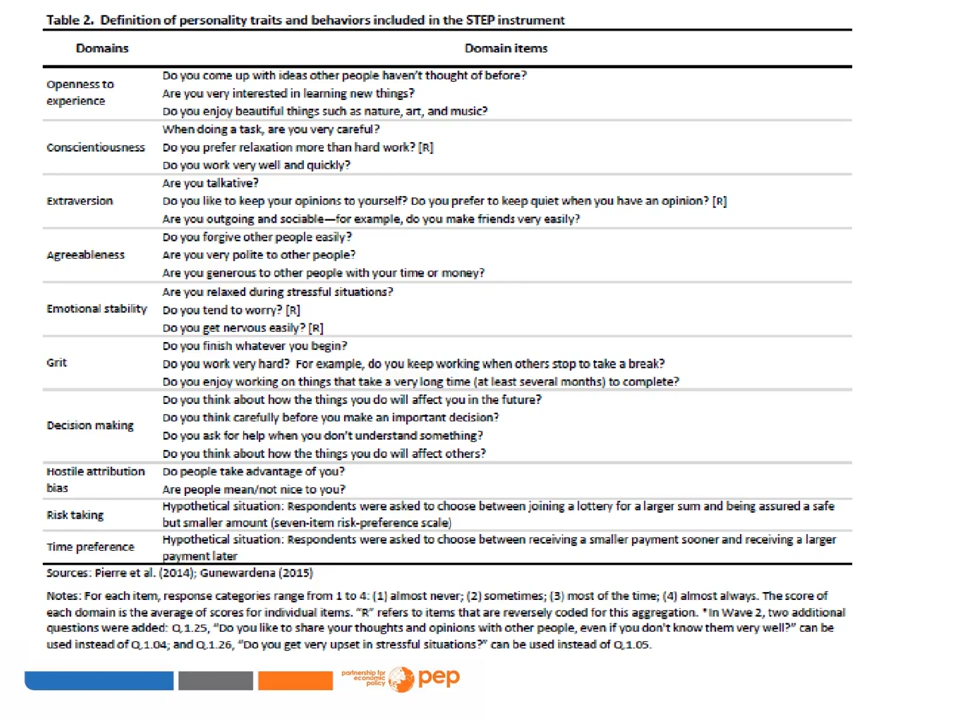 Table 2. Definition of personality traits and behaviors included in the STEP instrument
Domains Domain items
Openness to experience
Do you come up with ideas other people haven't thought of before?
Are you very interested in learning new things?
Do you enjoy beautiful things such as nature, art, and music?
Conscientiousness
When doing a task, are you very careful?
Do you prefer relaxation more than hard work? [R]
Do you work very well and quickly?
Extraversion
Are you talkative?
Do you like to keep your opinions to yourself? Do you prefer to keep quiet when you have an opinion? [R]
Are you outgoing and sociable—for example, do you make friends very easily?
Agreeableness
Do you forgive other people easily?
Are you very polite to other people?
Are you generous to other people with your time or money?
Emotional stability
Are you relaxed during stressful situations?
Do you tend to worry? [R]
Do you get nervous easily? [R]
Grit
Do you finish whatever you begin?
Do you work very hard? For example, do you keep working when others stop to take a break?
Do you enjoy working on things that take a very long time (at least several months) to complete?
Decision making
Do you think about how the things you do will affect you in the future?
Do you think carefully before you make an important decision?
Do you ask for help when you don't understand something?
Do you think about how the things you do will affect others?
Hostile attribution bias
Do people take advantage of you?
Are people mean/not nice to you?
Risk taking
Hypothetical situation: Respondents were asked to choose between joining a lottery for a larger sum and being assured a safe
but smaller amount (seven-item risk-preference scale)
Time preference
Hypothetical situation: Respondents were asked to choose between receiving a smaller payment sooner and receiving a larger
payment later
Sources: Pierre et al. (2014); Gunewardena (2015)
Notes: For each item, response categories range from 1 to 4: (1) almost never; (2) sometimes; (3) most of the time; (4) almost always. The score of
each domain is the average of scores for individual items. "R" refers to items that are reversely coded for this aggregation. *In Wave 2, two additional
questions were added: Q.1.25, "Do you like to share your thoughts and opinions with other people, even if you don't know them very well?" can be
used instead of Q.1.04; and Q.1.26, "Do you get very upset in stressful situations?" can be used instead of Q.1.05.
partnership for
economic
policy
pep